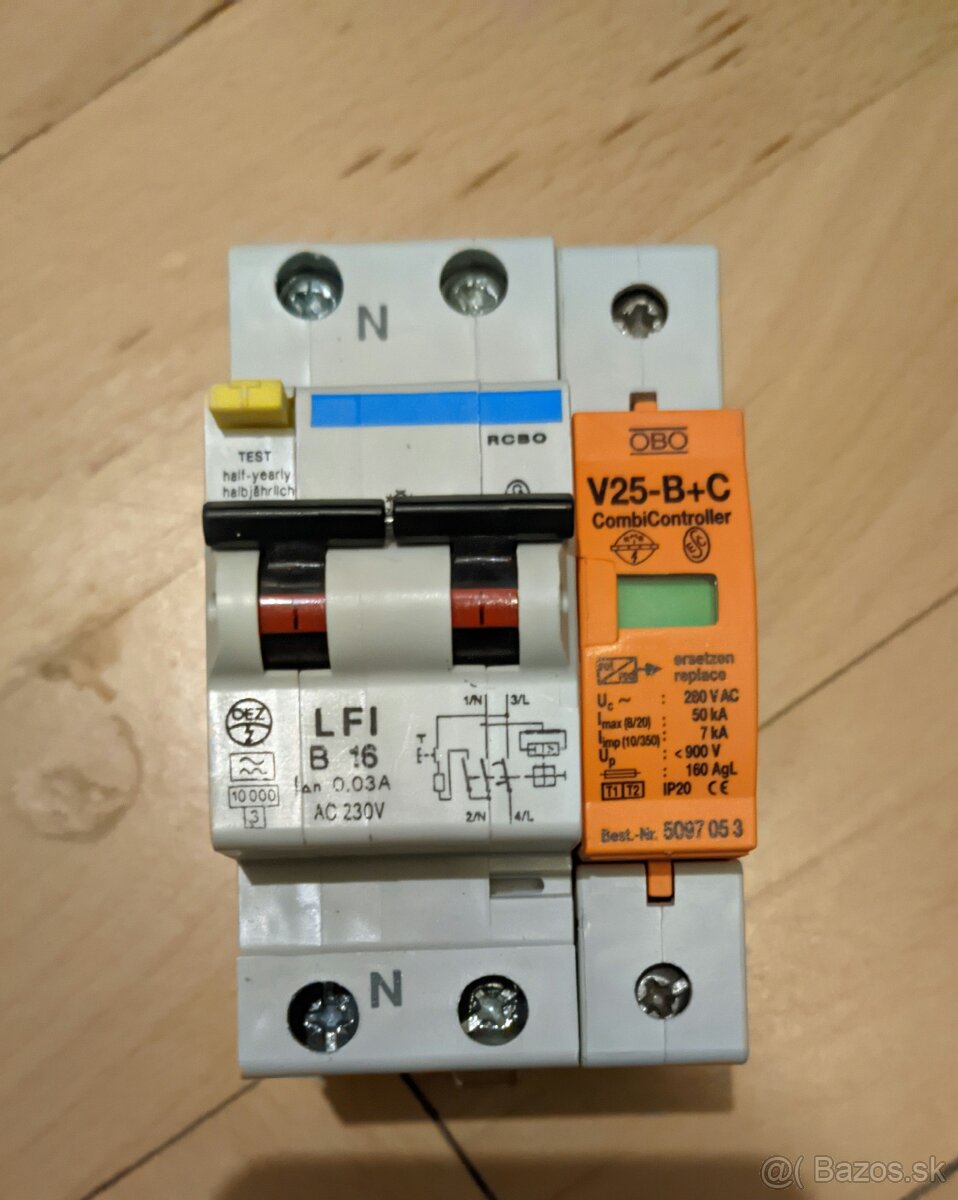 N
RCBO
TEST
half-yearly
halbjährlich
DEZ
LFI
B 16
IΔn 0.03A
AC 230V
10 000
3
T
1/N 3/L
2/N 4/L
N
OBO
V25-B+C
CombiController
ersetzen
replace
Uc ~ : 280 V AC
Imax (8/20) : 50 kA
Iimp (10/350) : 7 kA
Up : < 900 V
: 160 AgL
T1 T2 IP20 CE
Best.-Nr. 5097 05 3
@( Bazos.sk